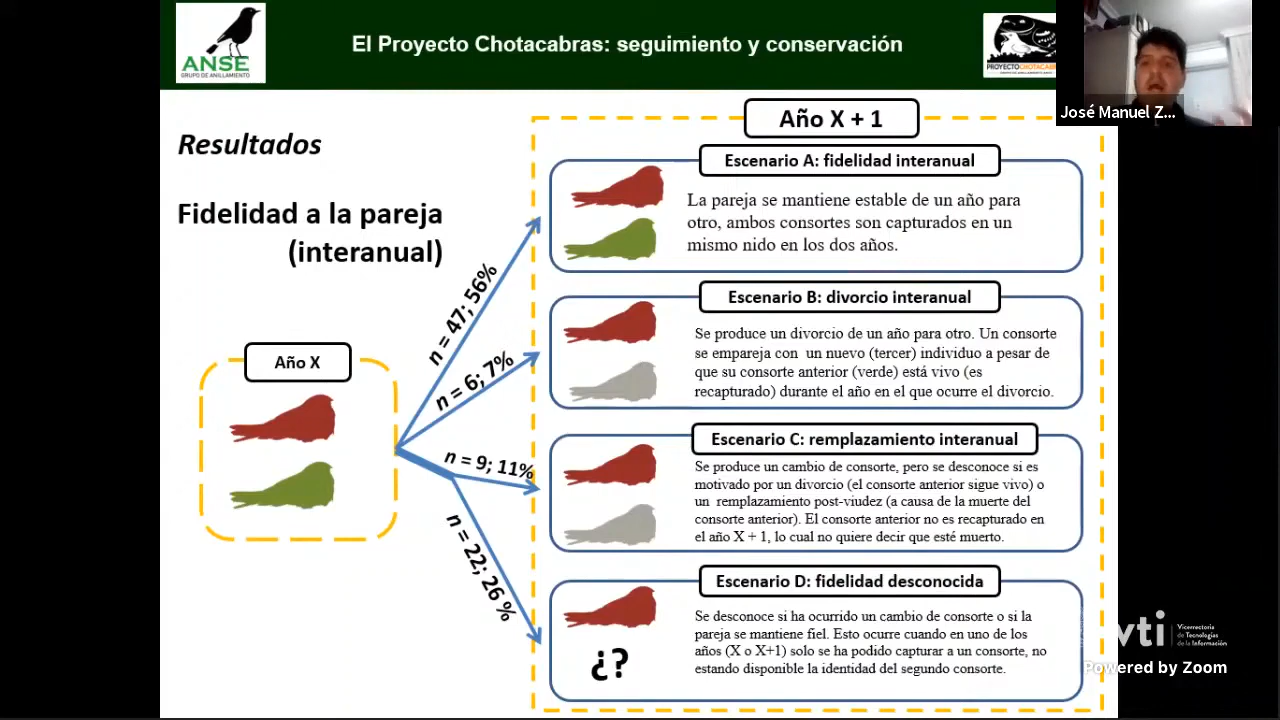 El Proyecto Chotacabras: seguimiento y conservación
ANSE
GRUPO DE ANILLAMIENTO
PROYECTOCHOTACAB
José Manuel Z...
Resultados
Fidelidad a la pareja
(interanual)
Año X
n = 47; 56%
n = 6; 7%
n = 9; 11%
n = 22; 26 %
Año X + 1
Escenario A: fidelidad interanual
La pareja se mantiene estable de un año para
otro, ambos consortes son capturados en un
mismo nido en los dos años.
Escenario B: divorcio interanual
Se produce un divorcio de un año para otro. Un consorte
se empareja con un nuevo (tercer) individuo a pesar de
que su consorte anterior (verde) está vivo (es
recapturado) durante el año en el que ocurre el divorcio.
Escenario C: remplazamiento interanual
Se produce un cambio de consorte, pero se desconoce si es
motivado por un divorcio (el consorte anterior sigue vivo) o
un remplazamiento post-viudez (a causa de la muerte del
consorte anterior). El consorte anterior no es recapturado en
el año X + 1, lo cual no quiere decir que esté muerto.
Escenario D: fidelidad desconocida
¿?
Se desconoce si ha ocurrido un cambio de consorte o si la
pareja se mantiene fiel. Esto ocurre cuando en uno de los
años (X o X+1) solo se ha podido capturar a un consorte, no
estando disponible la identidad del segundo consorte.
vti
Vicerrectoría
de Tecnologías
de la Información
Powered by Zoom